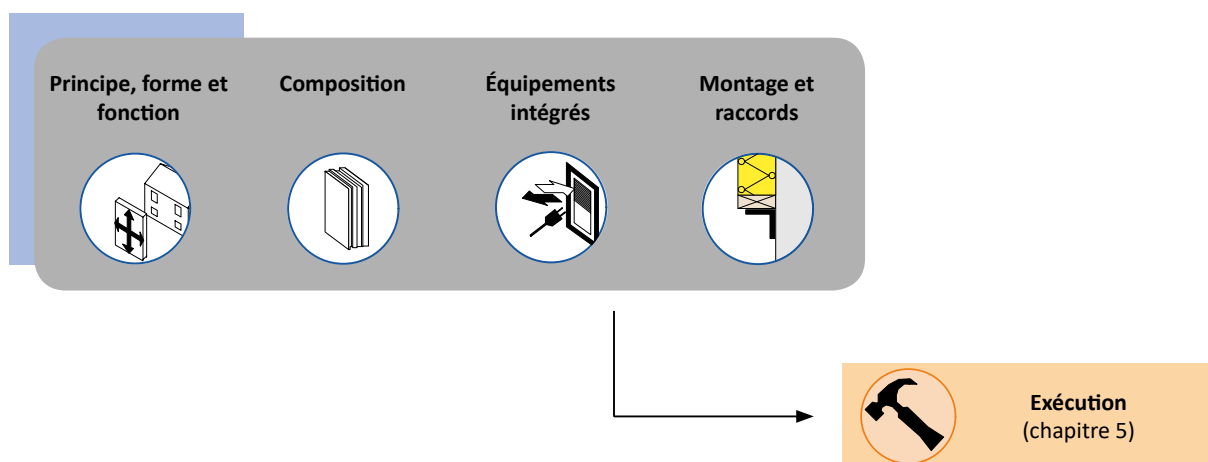 Principe, forme et
fonction
Composition
Équipements
intégrés
Montage et
raccords
Exécution
(chapitre 5)